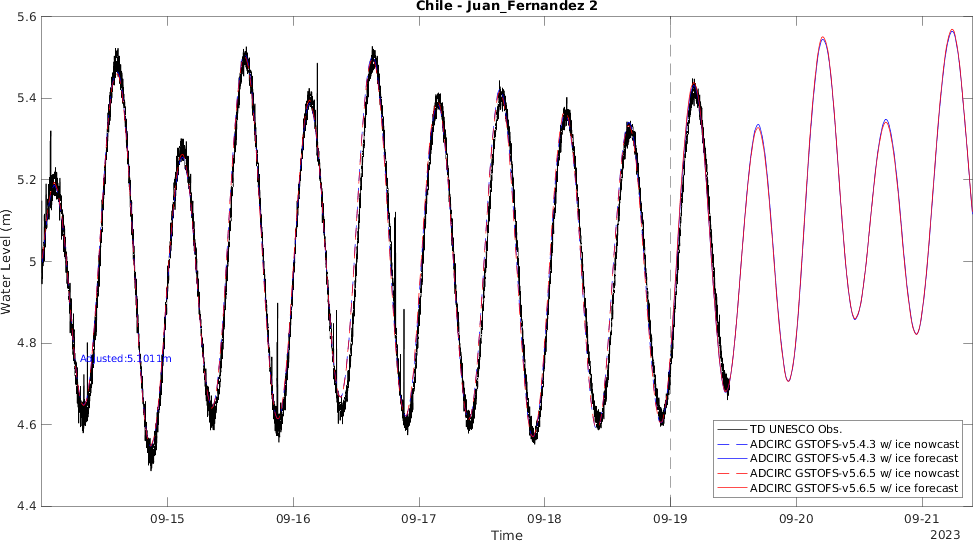 Chile - Juan_Fernandez 2
5.6
5.4
5.2
5
4.8
4.6
4.4
Water Level (m)
Adjusted:5.1011m
TD UNESCO Obs.
ADCIRC GSTOFS-v5.4.3 w/ ice nowcast
ADCIRC GSTOFS-v5.4.3 w/ ice forecast
ADCIRC GSTOFS-v5.6.5 w/ ice nowcast
ADCIRC GSTOFS-v5.6.5 w/ ice forecast
09-15 09-16 09-17 09-18 09-19 09-20 09-21
Time
2023